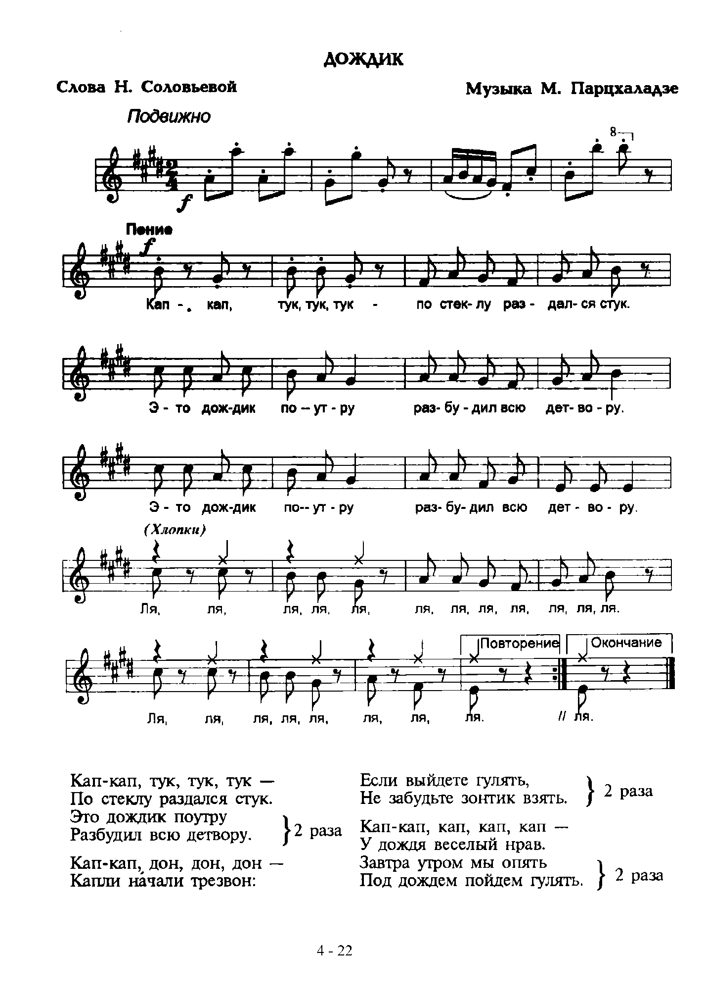 ДОЖДИК
Слова Н. Соловьевой
Музыка М. Парцхаладзе
Подвижно
8
2
4
f
Пение
f
Кап - . кап, тук, тук, тук - по стек- лу раз - дал- ся стук.
Э - то дож-дик по – ут - ру раз- бу - дил всю дет- во - ру.
Э - то дож-дик по-- ут - ру раз- бу- дил всю дет - во - ру.
(Хлопки)
Ля, ля, ля, ля, ля, ля, ля, ля, ля, ля, ля, ля.
Повторение Окончание
Ля, ля, ля, ля, ля, ля, ля, ля. // ля.
Кап-кап, тук, тук, тук —
По стеклу раздался стук.
Это дождик поутру
Разбудил всю детвору.
2 раза
Кап-кап, дон, дон, дон —
Капли на́чали трезвон:
Если выйдете гулять,
Не забудьте зонтик взять.
2 раза
Кап-кап, кап, кап, кап —
У дождя веселый нрав.
Завтра утром мы опять
Под дождем пойдем гулять.
2 раза
4 - 22